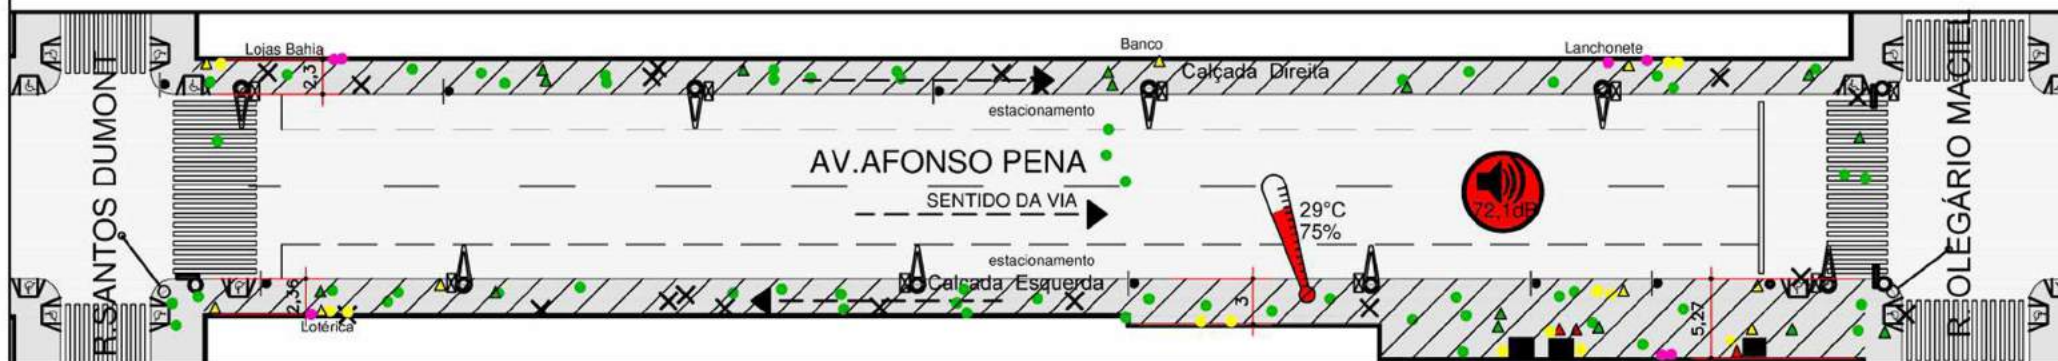 Lojas Bahia
Banco
Lanchonete
2,3
Calçada Direita
estacionamento
R.SANTOS DUMONT
AV.AFONSO PENA
SENTIDO DA VIA
29°C
75%
72,1dB
R. OLEGÁRIO MACIEL
estacionamento
Calçada Esquerda
2,36
3
5,27
Lotérica